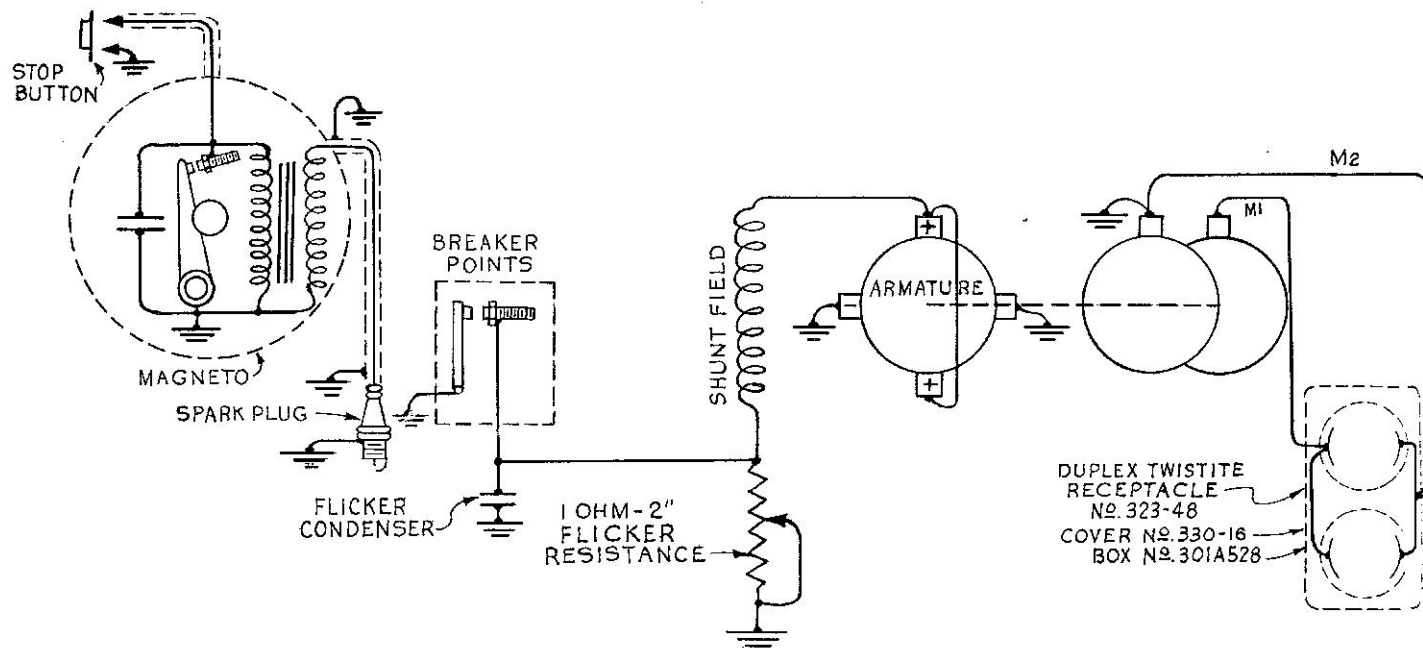 STOP
BUTTON
MAGNETO
SPARK PLUG
BREAKER
POINTS
FLICKER
CONDENSER
1 OHM-2"
FLICKER
RESISTANCE
SHUNT FIELD
+
ARMATURE
-
-
+
M2
M1
DUPLEX TWISTITE
RECEPTACLE
Nº.323-48
COVER Nº.330-16
BOX Nº.301A528